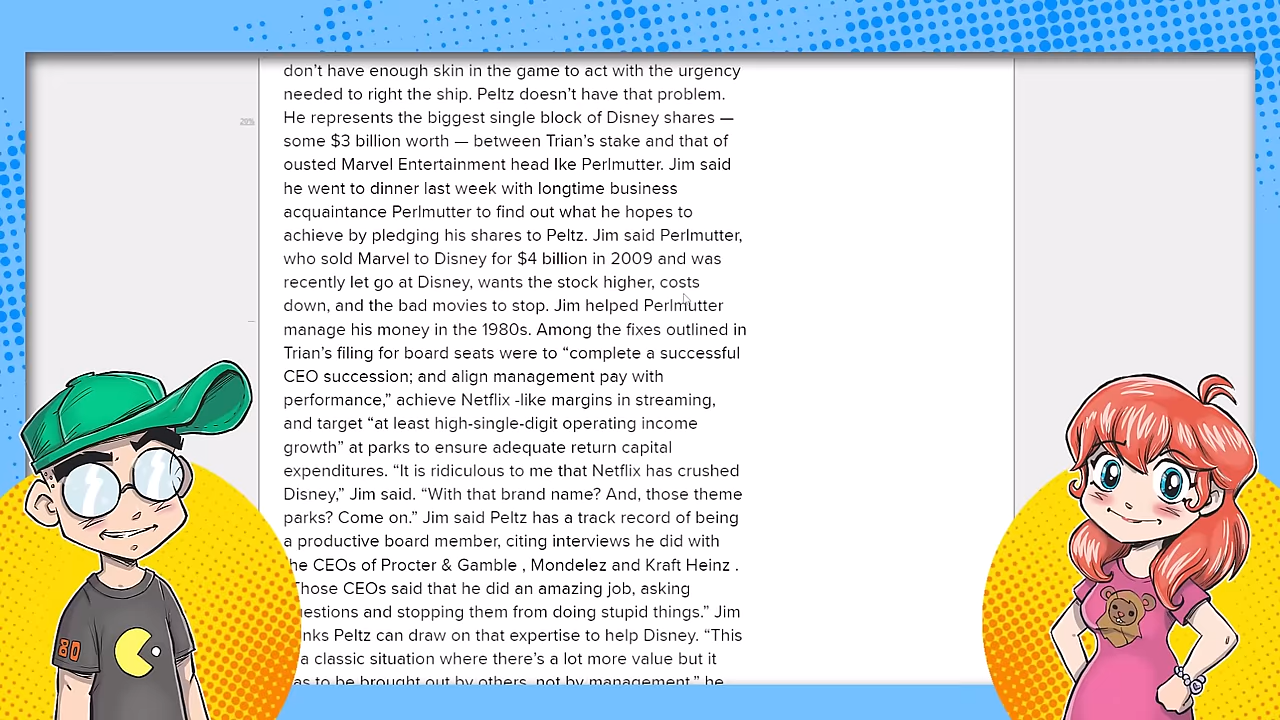 don’t have enough skin in the game to act with the urgency
needed to right the ship. Peltz doesn’t have that problem.
He represents the biggest single block of Disney shares —
some $3 billion worth — between Trian’s stake and that of
ousted Marvel Entertainment head Ike Perlmutter. Jim said
he went to dinner last week with longtime business
acquaintance Perlmutter to find out what he hopes to
achieve by pledging his shares to Peltz. Jim said Perlmutter,
who sold Marvel to Disney for $4 billion in 2009 and was
recently let go at Disney, wants the stock higher, costs
down, and the bad movies to stop. Jim helped Perlmutter
manage his money in the 1980s. Among the fixes outlined in
Trian’s filing for board seats were to “complete a successful
CEO succession; and align management pay with
performance,” achieve Netflix -like margins in streaming,
and target “at least high-single-digit operating income
growth” at parks to ensure adequate return capital
expenditures. “It is ridiculous to me that Netflix has crushed
Disney,” Jim said. “With that brand name? And, those theme
parks? Come on.” Jim said Peltz has a track record of being
a productive board member, citing interviews he did with
he CEOs of Procter & Gamble , Mondelez and Kraft Heinz .
Those CEOs said that he did an amazing job, asking
uestions and stopping them from doing stupid things.” Jim
nks Peltz can draw on that expertise to help Disney. “This
a classic situation where there’s a lot more value but it
as to be brought out by others, not by management,” he
80